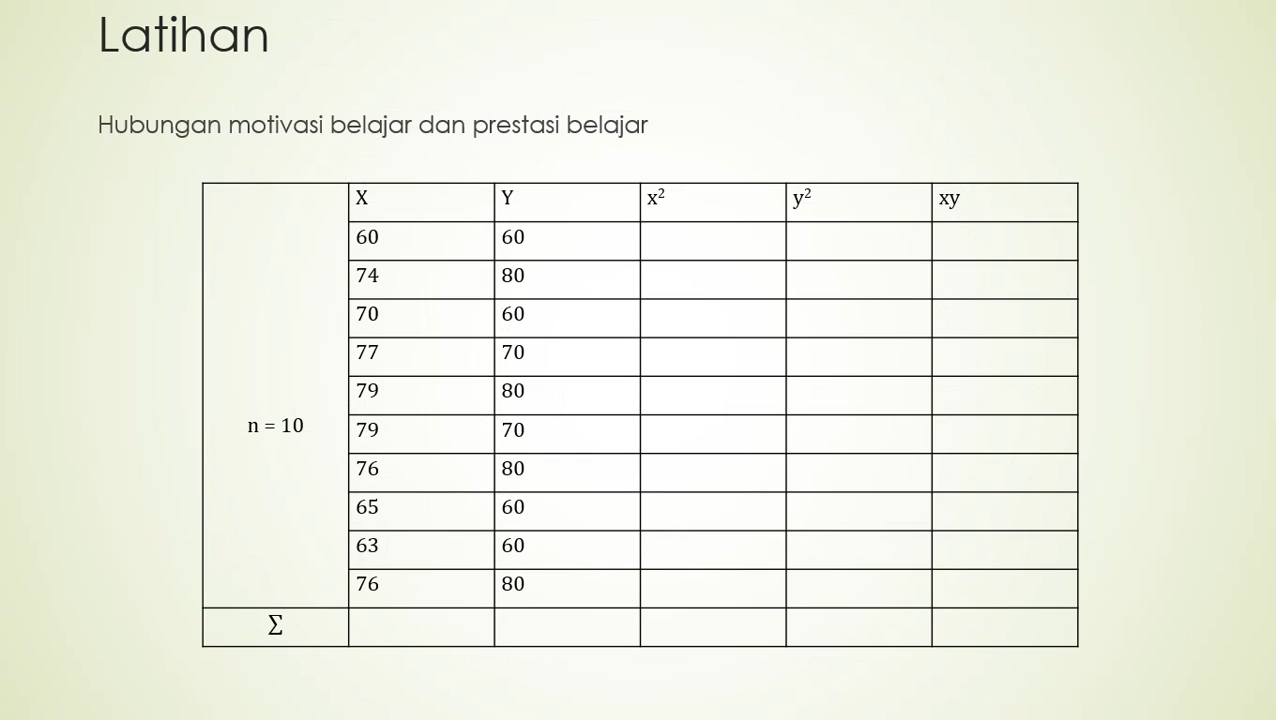 Latihan
Hubungan motivasi belajar dan prestasi belajar
X Y x² y² xy
60 60
74 80
70 60
77 70
79 80
n = 10
79 70
76 80
65 60
63 60
76 80
Σ